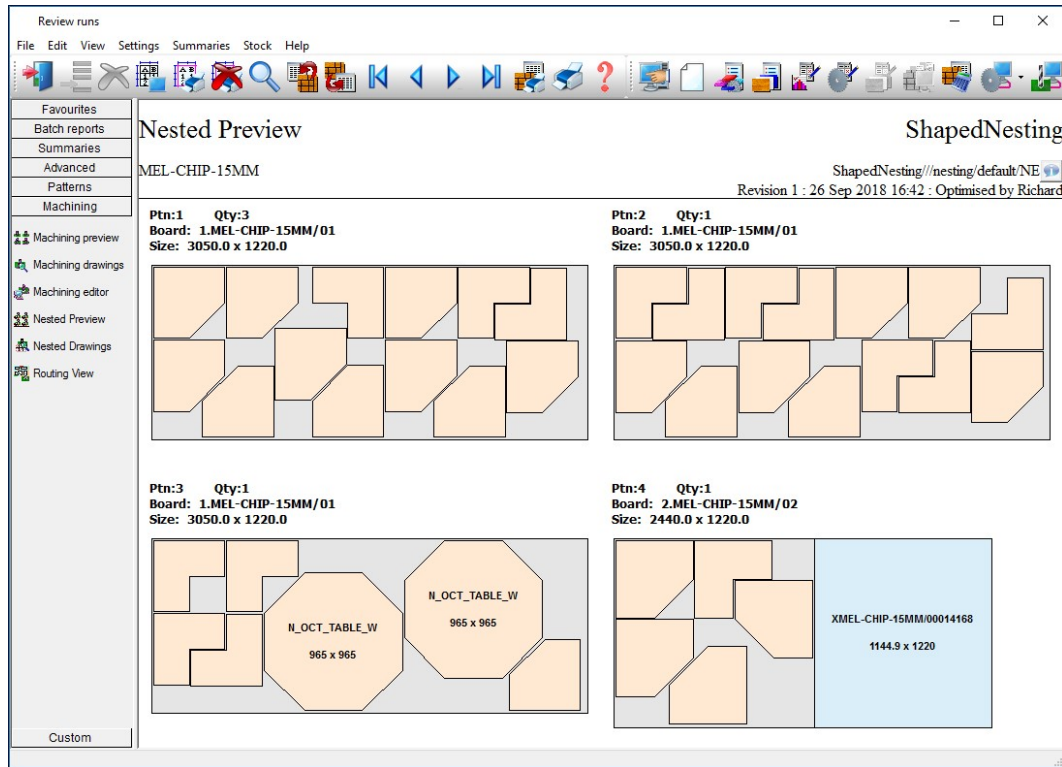 Review runs
File Edit View Settings Summaries Stock Help
Favourites
Batch reports
Summaries
Advanced
Patterns
Machining
Machining preview
Machining drawings
Machining editor
Nested Preview
Nested Drawings
Routing View
Custom
Nested Preview
ShapedNesting
MEL-CHIP-15MM
ShapedNesting///nesting/default/NE
Revision 1 : 26 Sep 2018 16:42 : Optimised by Richard
Ptn:1 Qty:3
Board: 1.MEL-CHIP-15MM/01
Size: 3050.0 x 1220.0
Ptn:2 Qty:1
Board: 1.MEL-CHIP-15MM/01
Size: 3050.0 x 1220.0
Ptn:3 Qty:1
Board: 1.MEL-CHIP-15MM/01
Size: 3050.0 x 1220.0
N_OCT_TABLE_W
965 x 965
N_OCT_TABLE_W
965 x 965
Ptn:4 Qty:1
Board: 2.MEL-CHIP-15MM/02
Size: 2440.0 x 1220.0
XMEL-CHIP-15MM/00014168
1144.9 x 1220